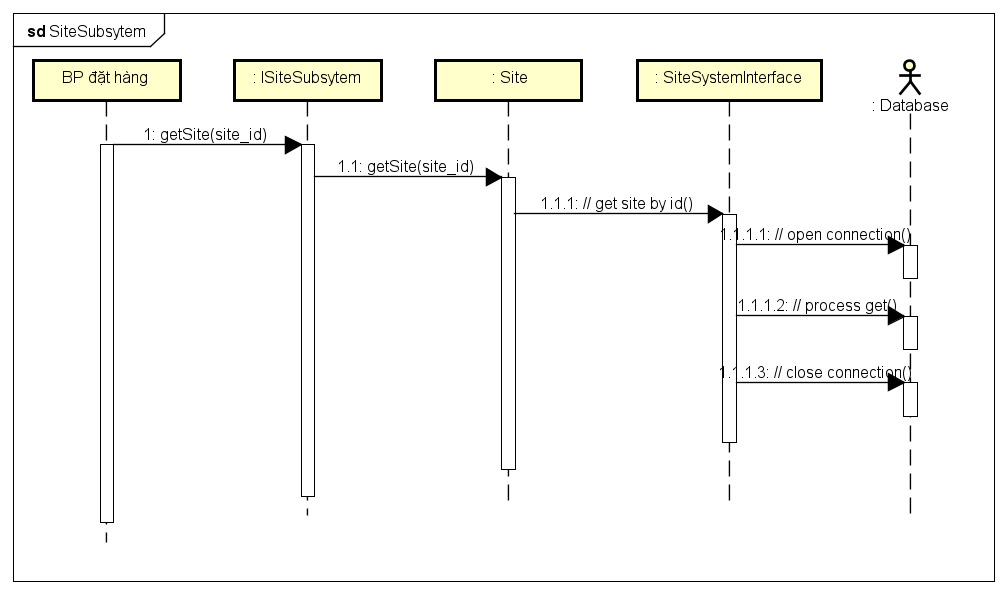 sd SiteSubsytem
BP đặt hàng
: ISiteSubsytem
: Site
: SiteSystemInterface
: Database
1: getSite(site_id)
1.1: getSite(site_id)
1.1.1: // get site by id()
1.1.1.1: // open connection()
1.1.1.2: // process get()
1.1.1.3: // close connection()